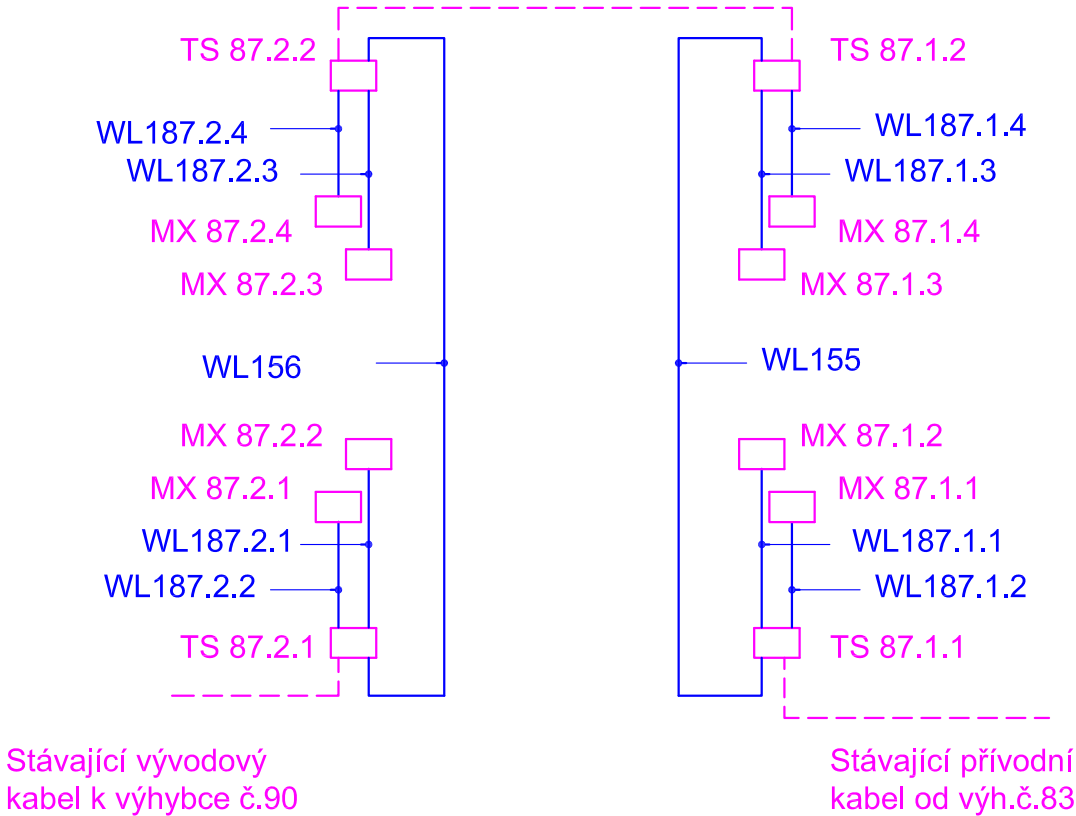 TS 87.2.2
TS 87.1.2
WL187.2.4
WL187.1.4
WL187.2.3
WL187.1.3
MX 87.2.4
MX 87.1.4
MX 87.2.3
MX 87.1.3
WL156
WL155
MX 87.2.2
MX 87.1.2
MX 87.2.1
MX 87.1.1
WL187.2.1
WL187.1.1
WL187.2.2
WL187.1.2
TS 87.2.1
TS 87.1.1
Stávající vývodový
kabel k výhybce č.90
Stávající přívodní
kabel od výh.č.83